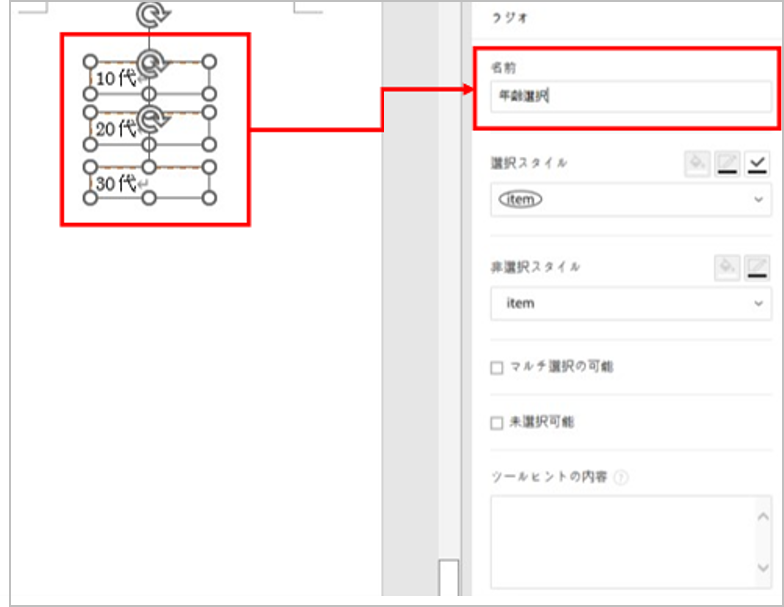 10代↵
20代↵
30代↵
ラジオ
名前
年齢選択
選択スタイル
item
非選択スタイル
item
マルチ選択の可能
未選択可能
ツールヒントの内容 ?